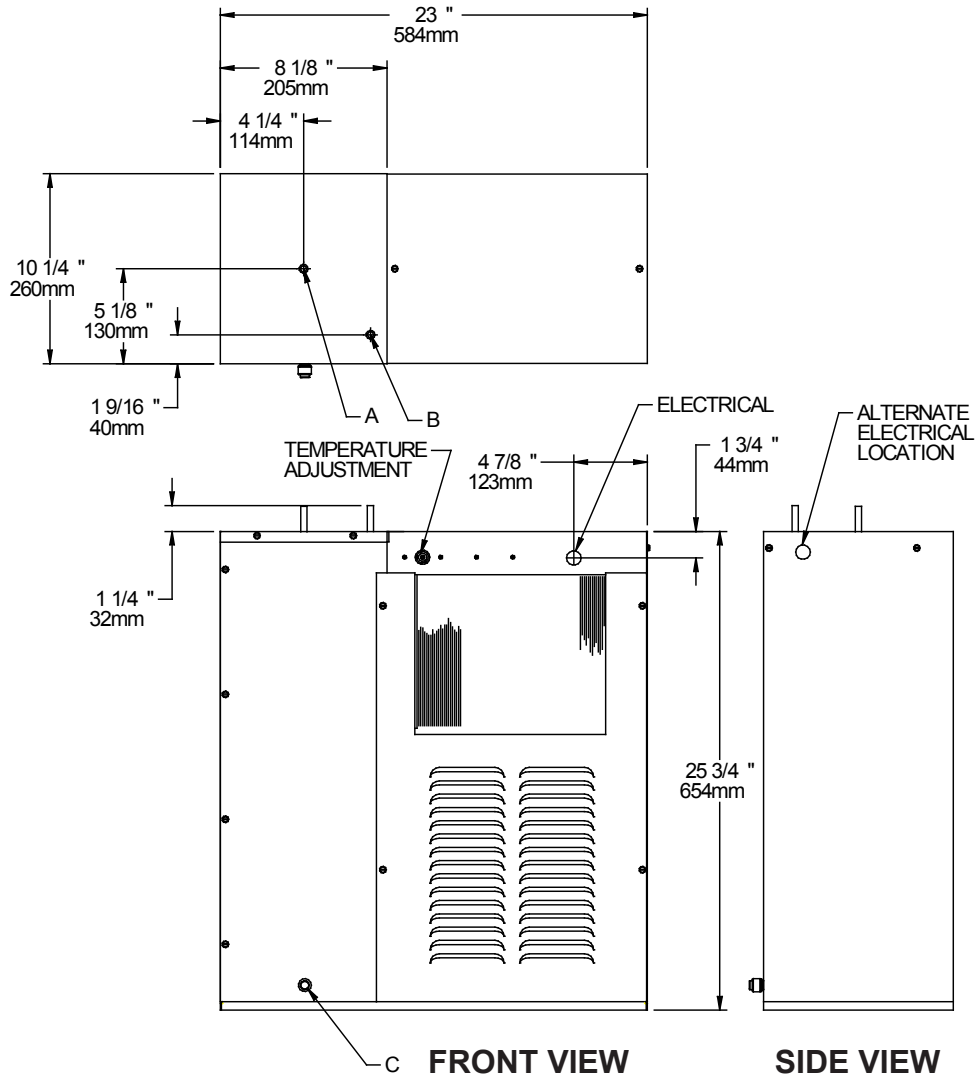 23 "
584mm
8 1/8 "
205mm
4 1/4 "
114mm
10 1/4 "
260mm
5 1/8 "
130mm
1 9/16 "
40mm
A
B
TEMPERATURE
ADJUSTMENT
4 7/8 "
123mm
ELECTRICAL
1 3/4 "
44mm
ALTERNATE
ELECTRICAL
LOCATION
1 1/4 "
32mm
25 3/4 "
654mm
C
FRONT VIEW
SIDE VIEW